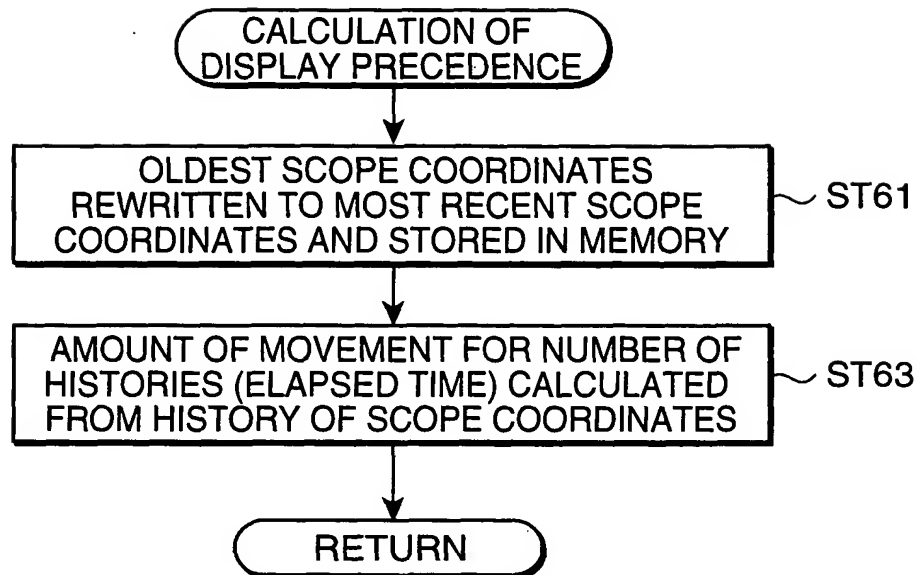 CALCULATION OF
DISPLAY PRECEDENCE
OLDEST SCOPE COORDINATES
REWRITTEN TO MOST RECENT SCOPE
COORDINATES AND STORED IN MEMORY
ST61
AMOUNT OF MOVEMENT FOR NUMBER OF
HISTORIES (ELAPSED TIME) CALCULATED
FROM HISTORY OF SCOPE COORDINATES
ST63
RETURN